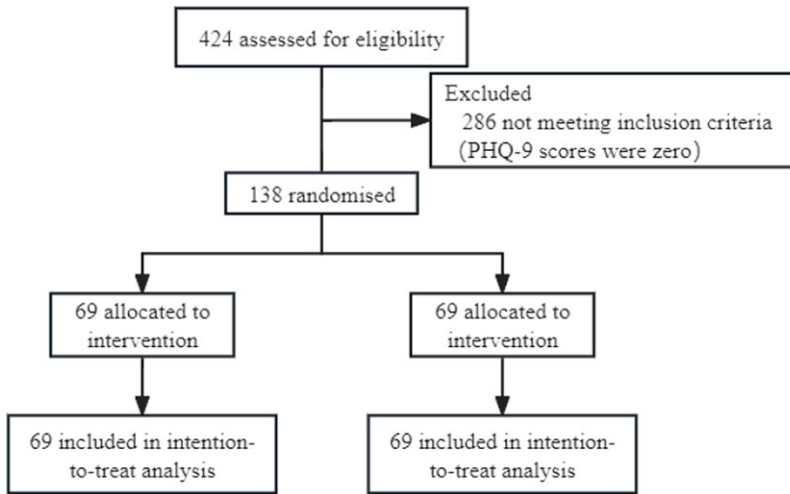 424 assessed for eligibility
Excluded
286 not meeting inclusion criteria
(PHQ-9 scores were zero)
138 randomised
69 allocated to
intervention
69 allocated to
intervention
69 included in intention-
to-treat analysis
69 included in intention-
to-treat analysis